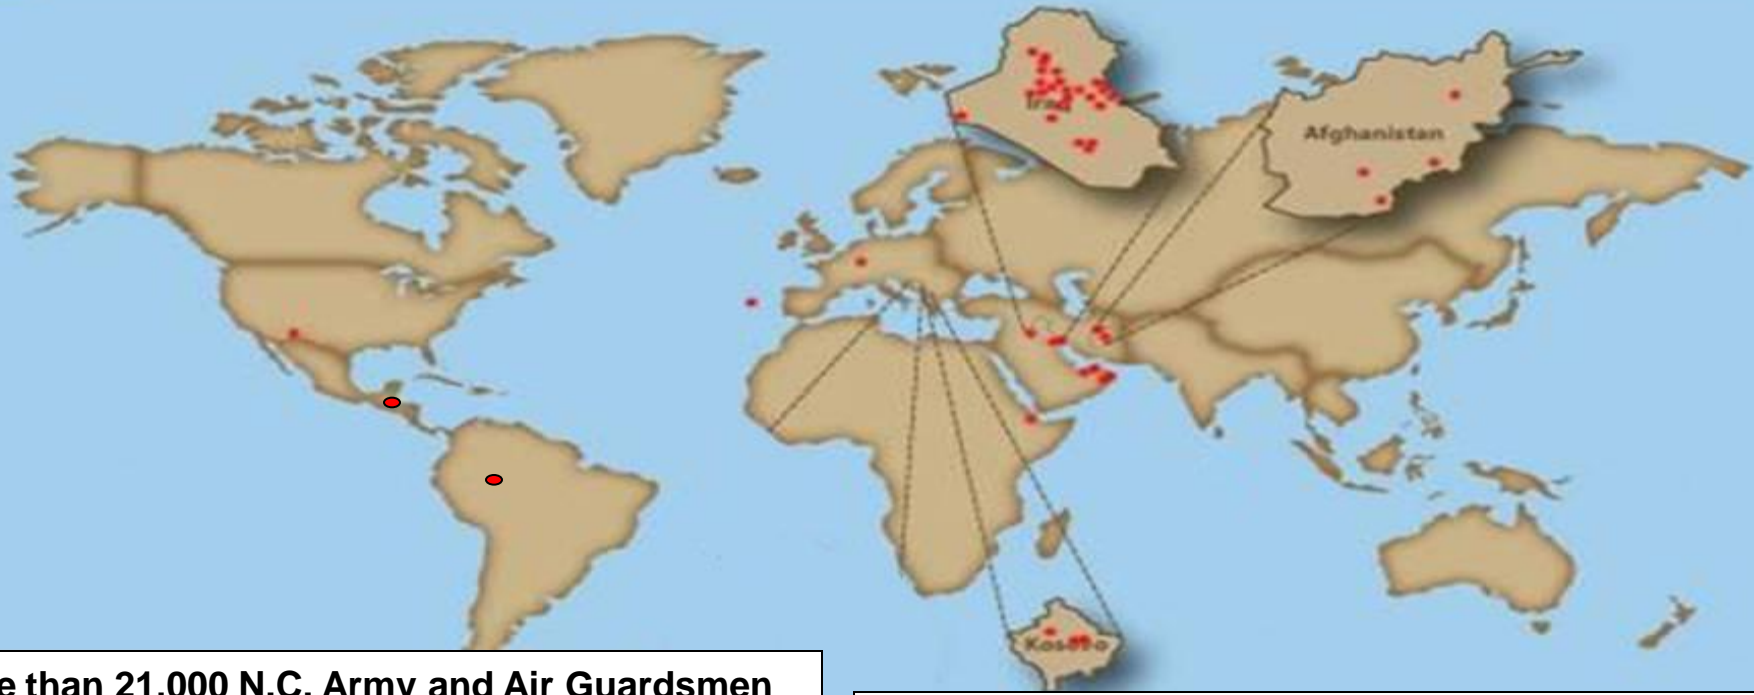 Iraq
Afghanistan
Kosovo
e than 21,000 N.C. Army and Air Guardsmen